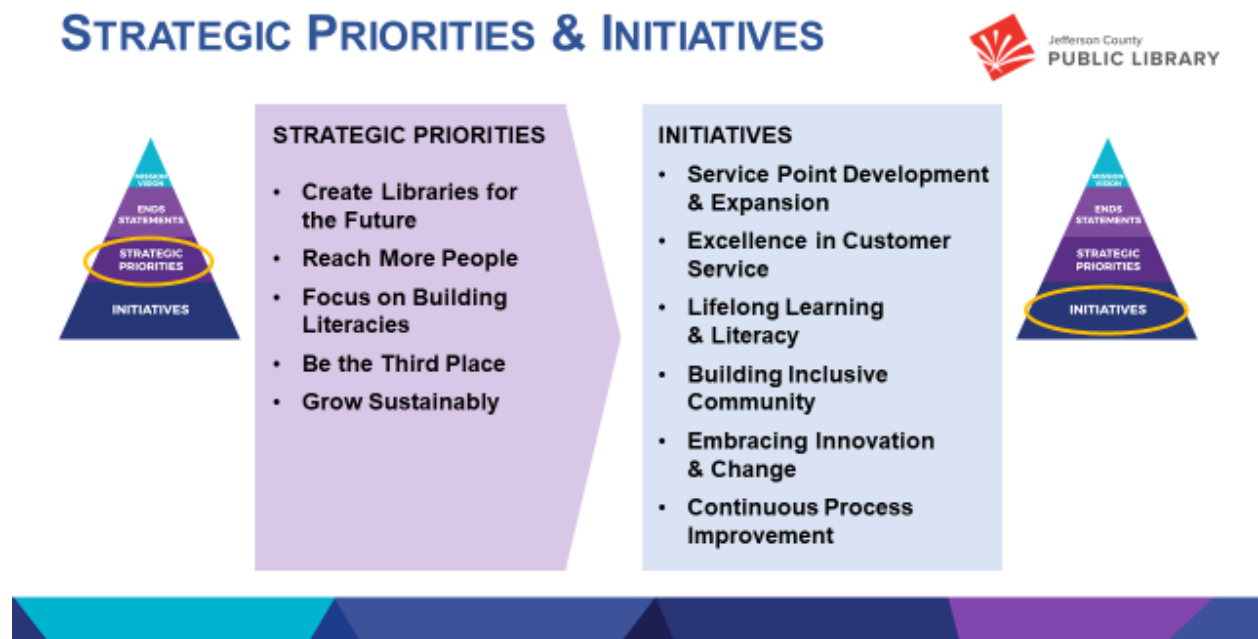 STRATEGIC PRIORITIES & INITIATIVES
Jefferson County
PUBLIC LIBRARY
MISSION
VISION
ENDS
STATEMENTS
STRATEGIC
PRIORITIES
INITIATIVES
STRATEGIC PRIORITIES
• Create Libraries for
the Future
• Reach More People
• Focus on Building
Literacies
• Be the Third Place
• Grow Sustainably
INITIATIVES
• Service Point Development
& Expansion
• Excellence in Customer
Service
• Lifelong Learning
& Literacy
• Building Inclusive
Community
• Embracing Innovation
& Change
• Continuous Process
Improvement
MISSION
VISION
ENDS
STATEMENTS
STRATEGIC
PRIORITIES
INITIATIVES